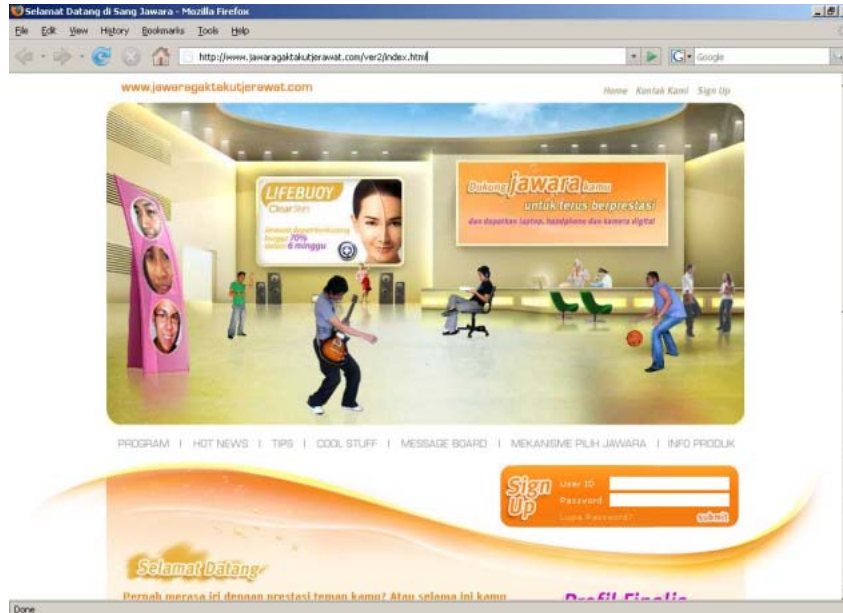 Selamat Datang di Sang Jawara - Mozilla Firefox
File Edit View History Bookmarks Tools Help
http://www.jawaragaktakutjerawat.com/ver2/index.html
Google
www.jawaragaktakutjerawat.com
Home Kontak Kami Sign Up
LIFEBUOY
Clear Skin
hingga 70%
dalam 6 minggu
Dukung jawara kamu
untuk terus berprestasi
dan dapatkan laptop, handphone dan kamera digital
PROGRAM | HOT NEWS | TIPS | COOL STUFF | MESSAGE BOARD | MEKANISME PILIH JAWARA | INFO PRODUK
Sign Up
User ID
Password
Lupa Password?
submit
Selamat Datang
Pernah merasa iri dengan prestasi teman kamu? Atau selama ini kamu
Profil Finalis
Done